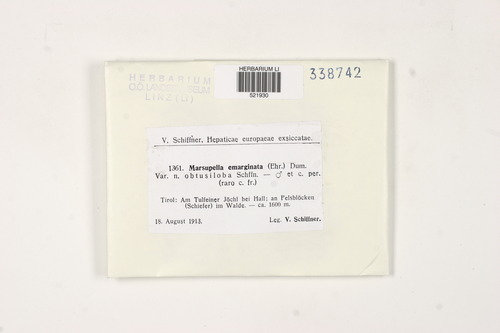 HERBARIUM
OÖ.LANDESMUSEUM
LINZ (LI)
HERBARIUM LI
521930
338742
V. Schiffner, Hepaticae europaeae exsiccatae.
1361. Marsupella emarginata (Ehr.) Dum.
Var. n. obtusiloba Schffn. — ♂ et c. per.
(raro c. fr.)
Tirol: Am Tulfeiner Jöchl bei Hall; an Felsblöcken
(Schiefer) im Walde. — ca. 1600 m.
18. August 1913.
Leg. V. Schiffner.